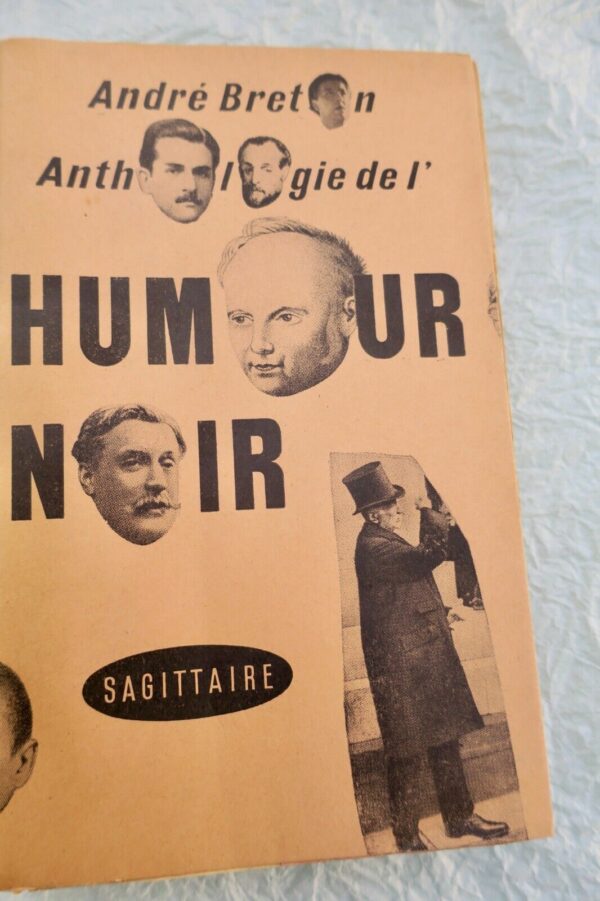 André Bret n
Anth l gie de l'
HUM UR
N IR
SAGITTAIRE